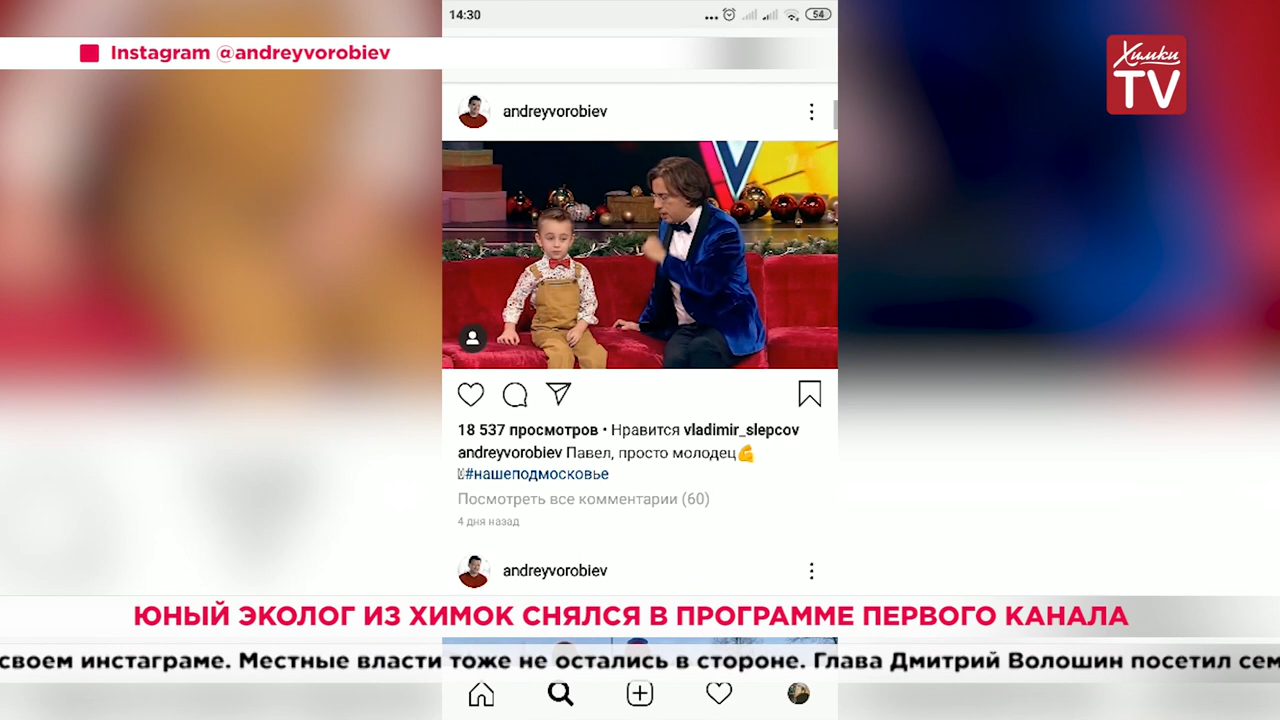 14:30
54
Instagram @andreyvorobiev
Химки
TV
andreyvorobiev
18 537 просмотров • Нравится vladimir_slepcov
andreyvorobiev Павел, просто молодец💪
#нашеподмосковье
Посмотреть все комментарии (60)
4 дня назад
andreyvorobiev
ЮНЫЙ ЭКОЛОГ ИЗ ХИМОК СНЯЛСЯ В ПРОГРАММЕ ПЕРВОГО КАНАЛА
своем инстаграме. Местные власти тоже не остались в стороне. Глава Дмитрий Волошин посетил сем